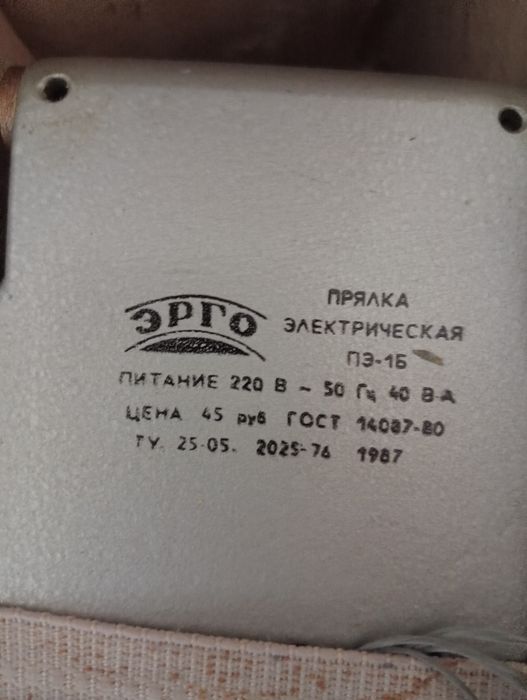 ЭРГО
ПРЯЛКА
ЭЛЕКТРИЧЕСКАЯ
ПЭ-1Б
ПИТАНИЕ 220 В ~ 50 Гц 40 В·А
ЦЕНА 45 руб ГОСТ 14087-80
ТУ. 25-05. 2025-76 1987